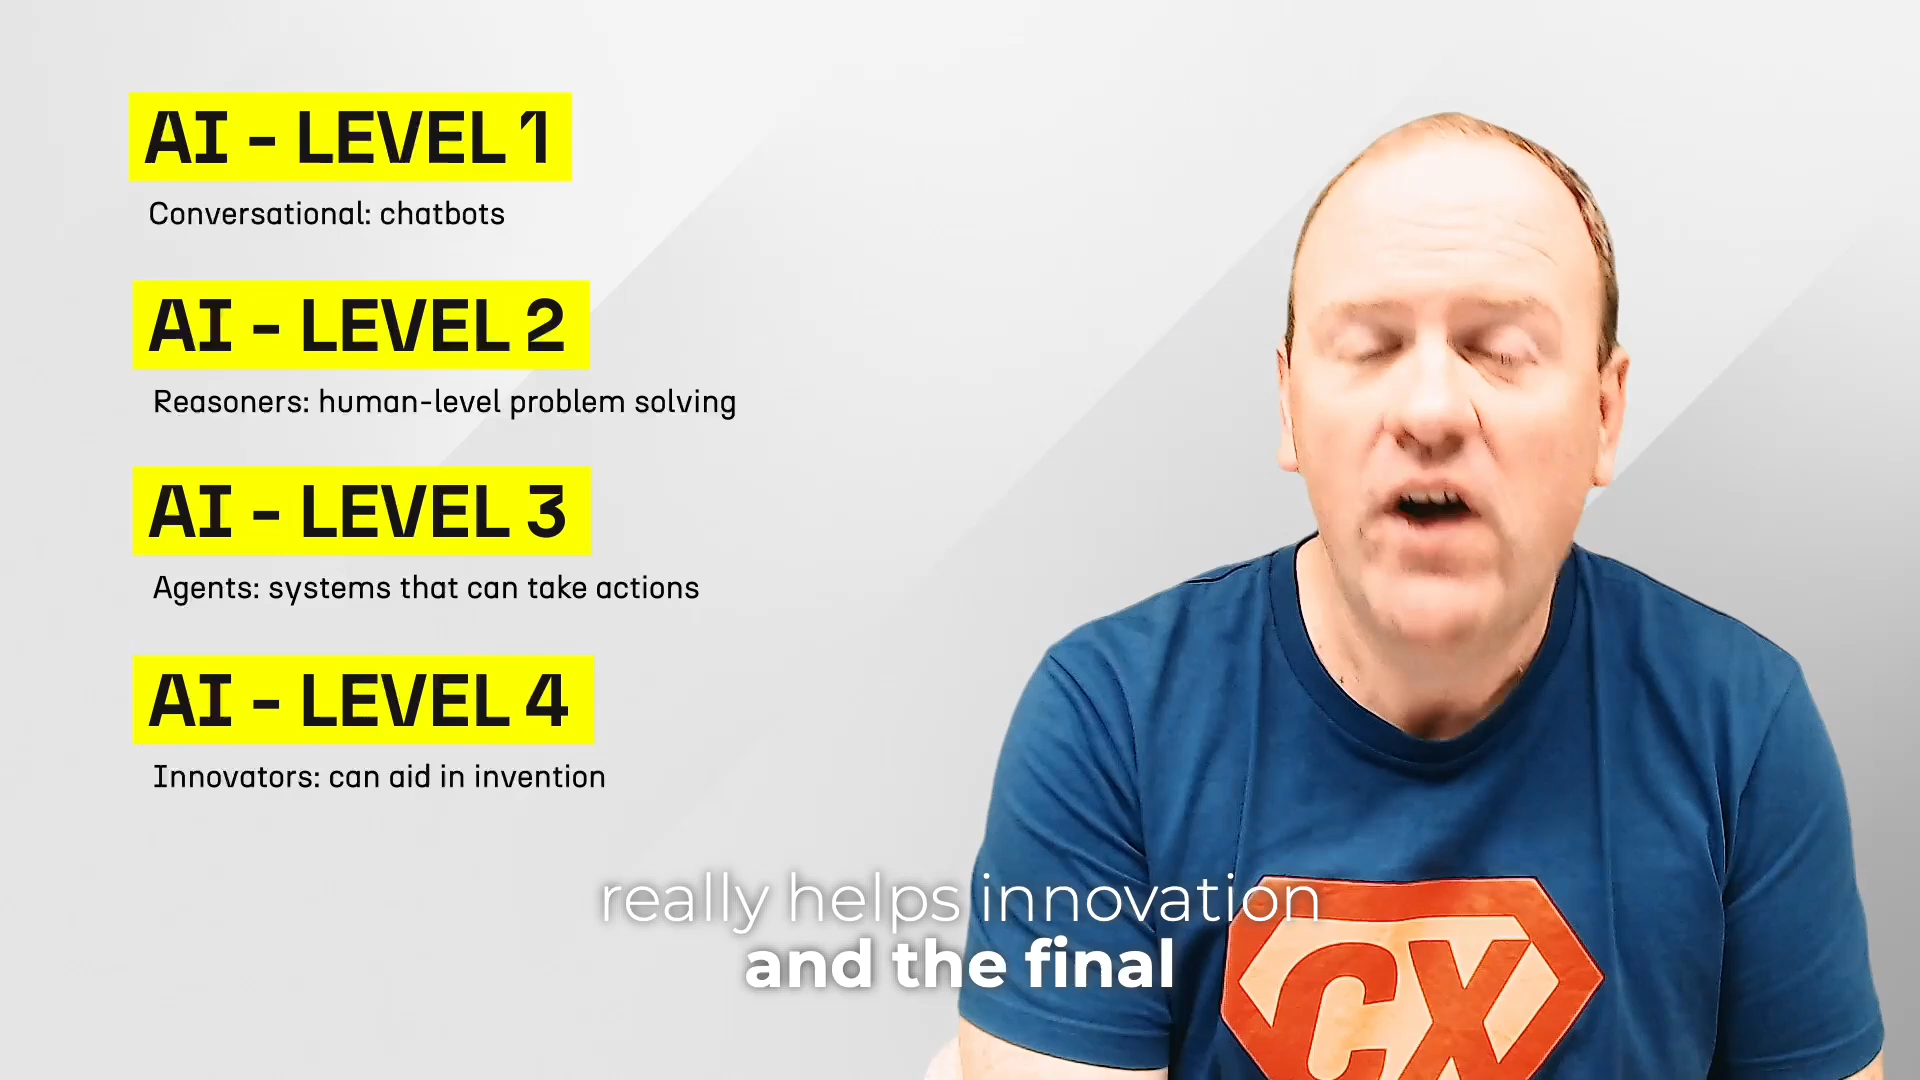 AI - LEVEL 1
Conversational: chatbots
AI - LEVEL 2
Reasoners: human-level problem solving
AI - LEVEL 3
Agents: systems that can take actions
AI - LEVEL 4
Innovators: can aid in invention
really helps innovation
and the final
CX